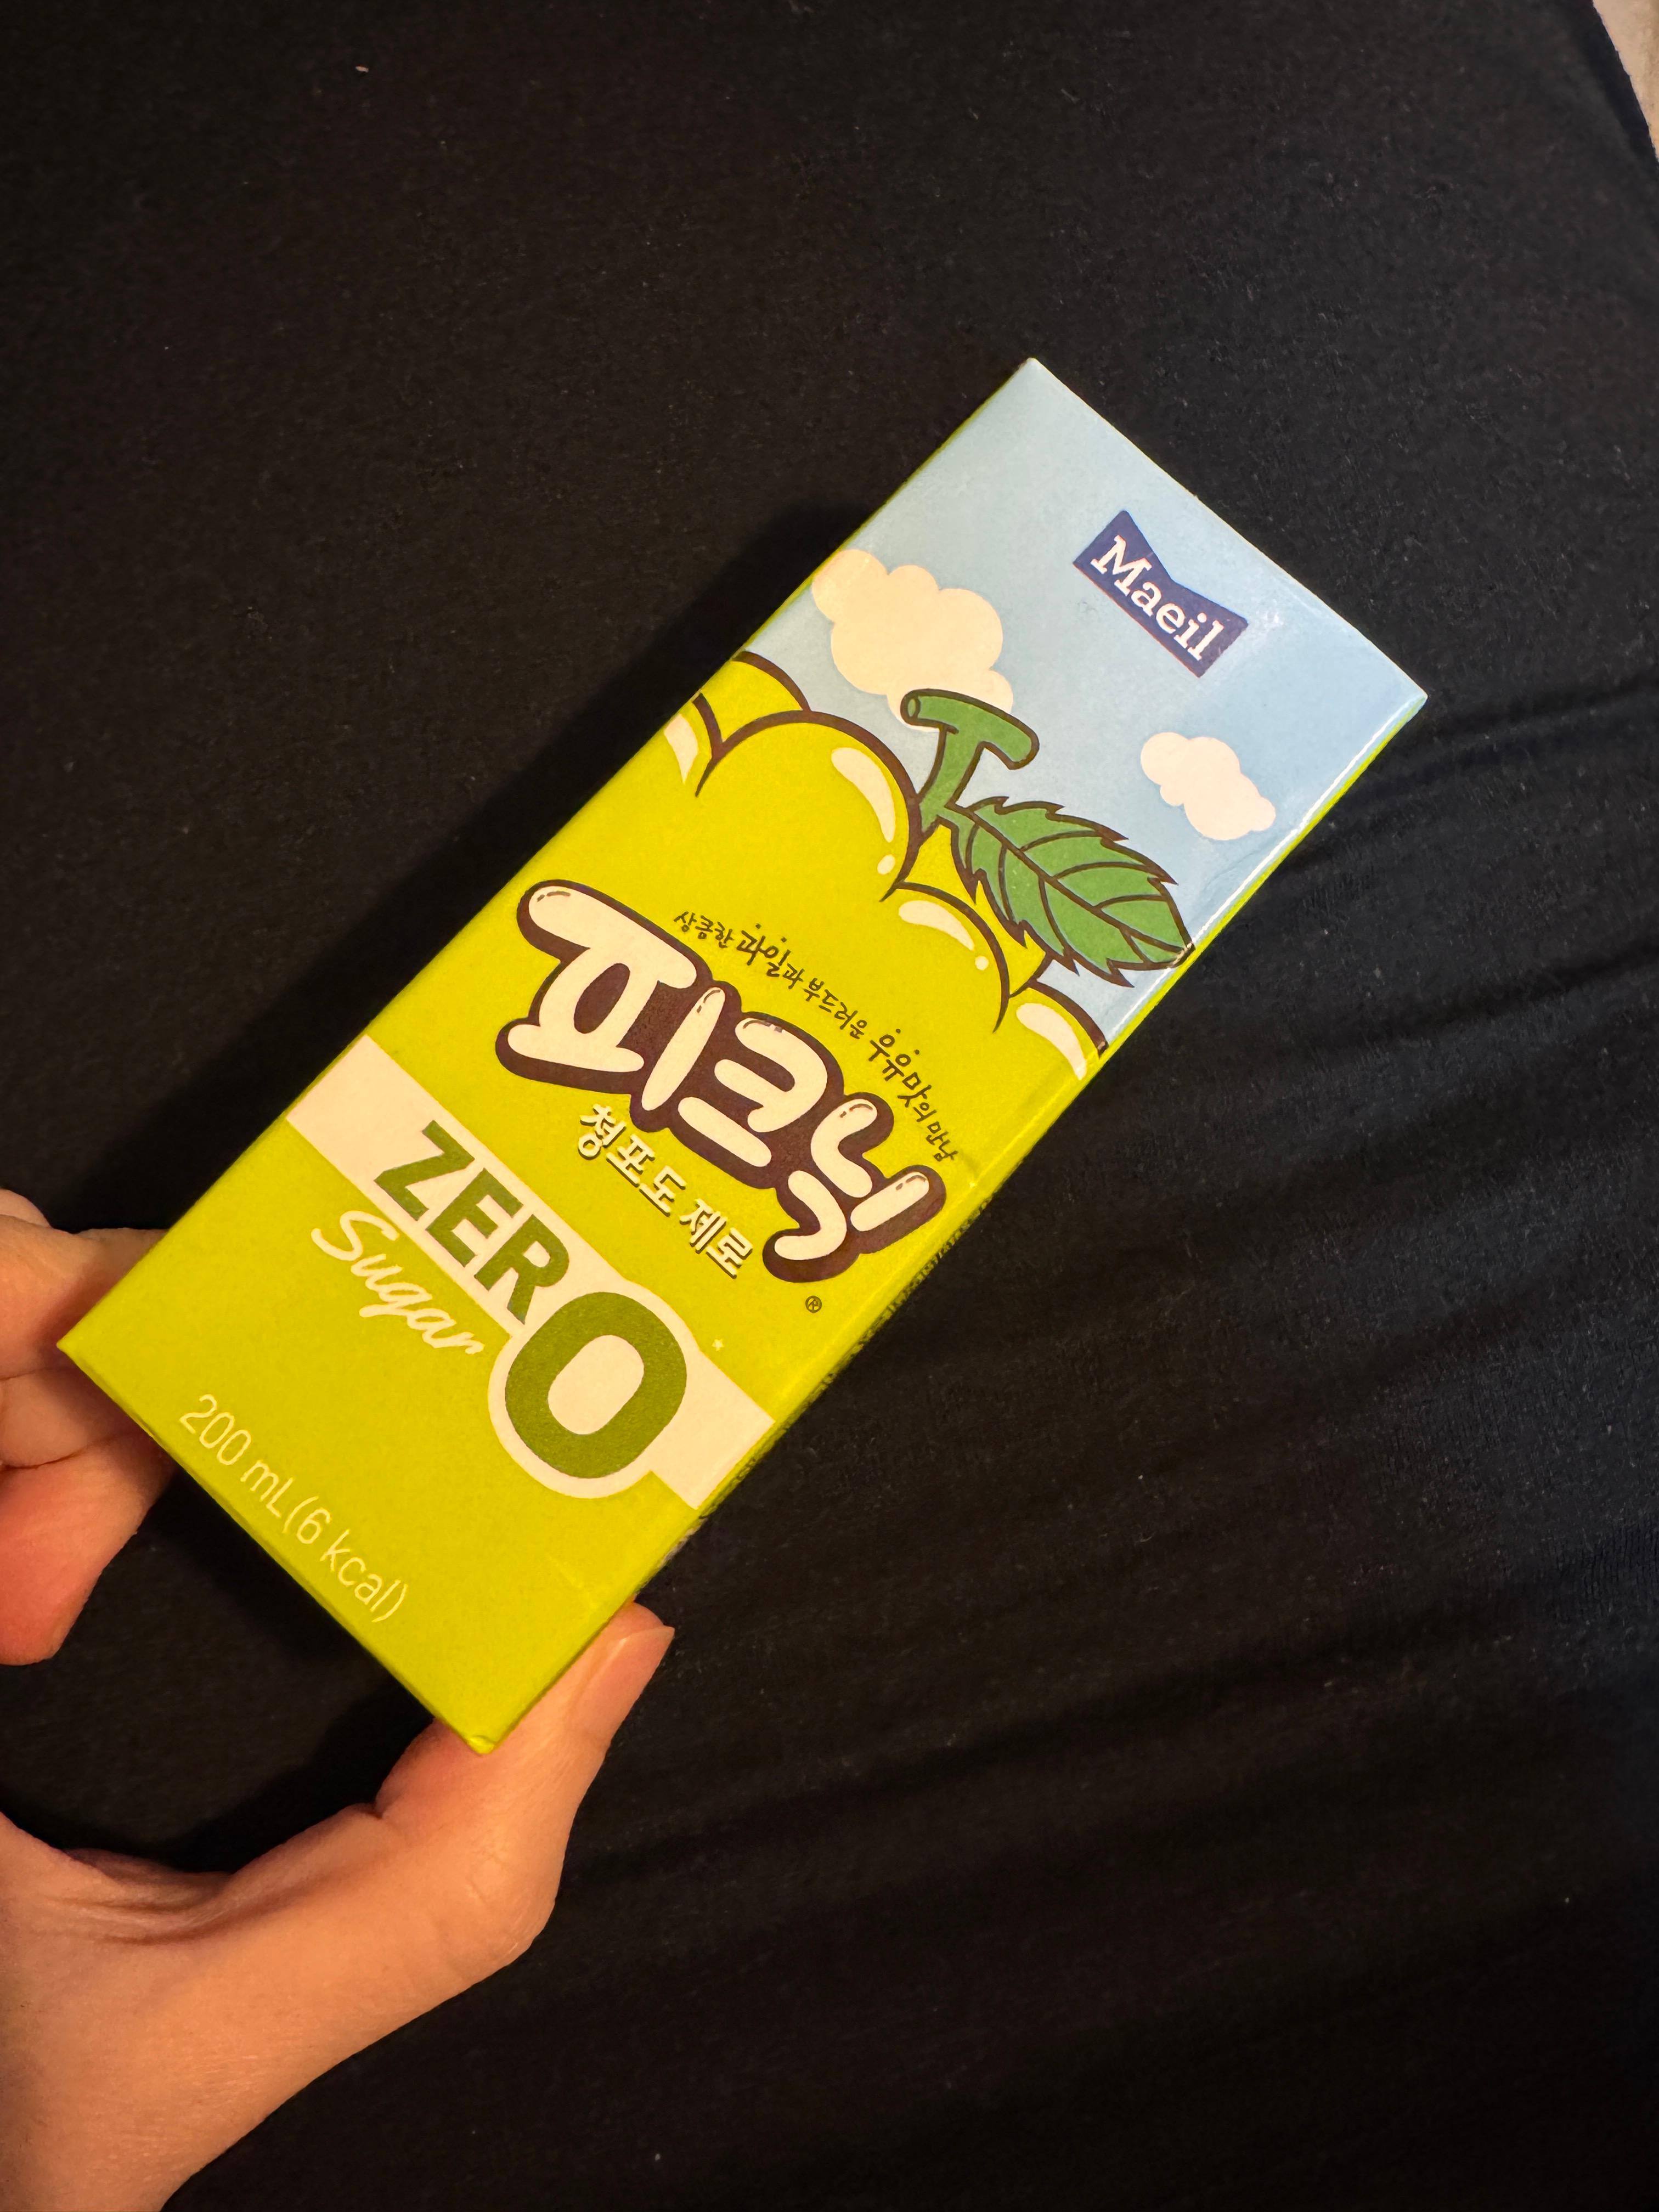 Maeil
상큼한 과일과 부드러운 우유맛의 만남
피크닉®
청포도 제로
ZERO*
Sugar
200 mL(6 kcal)